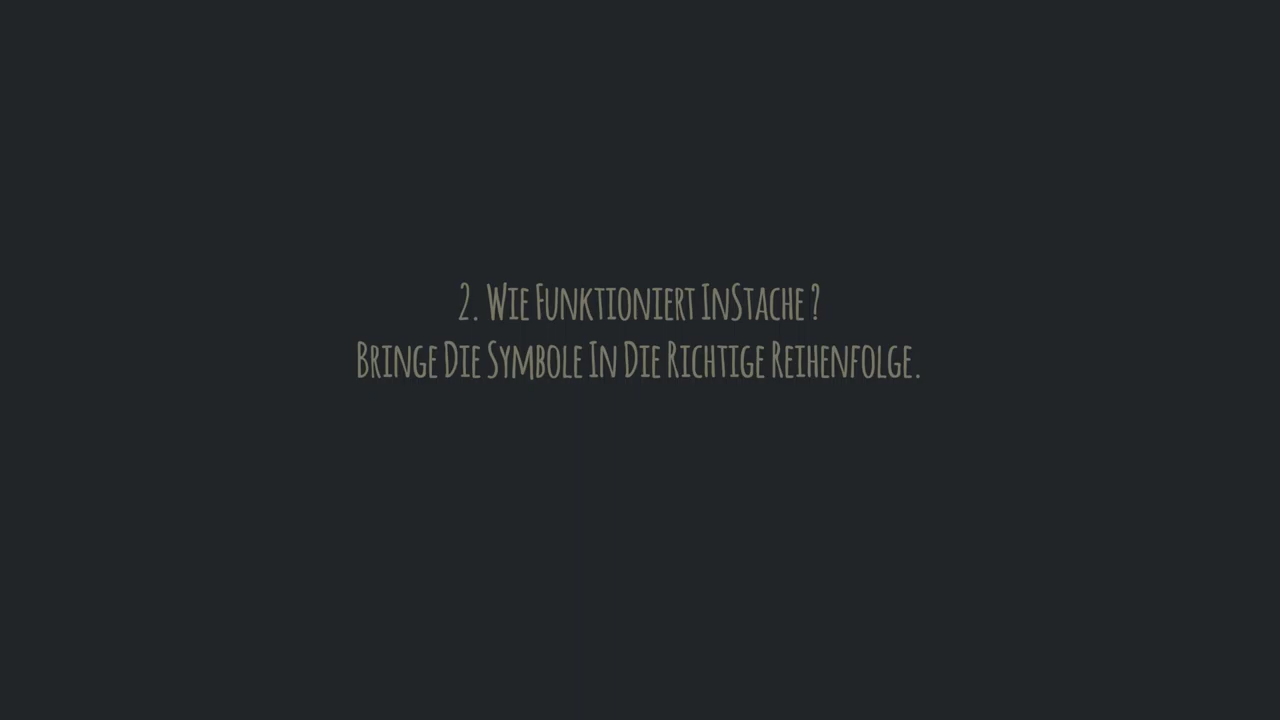 2. Wie Funktioniert InStache ?
Bringe Die Symbole In Die Richtige Reihenfolge.